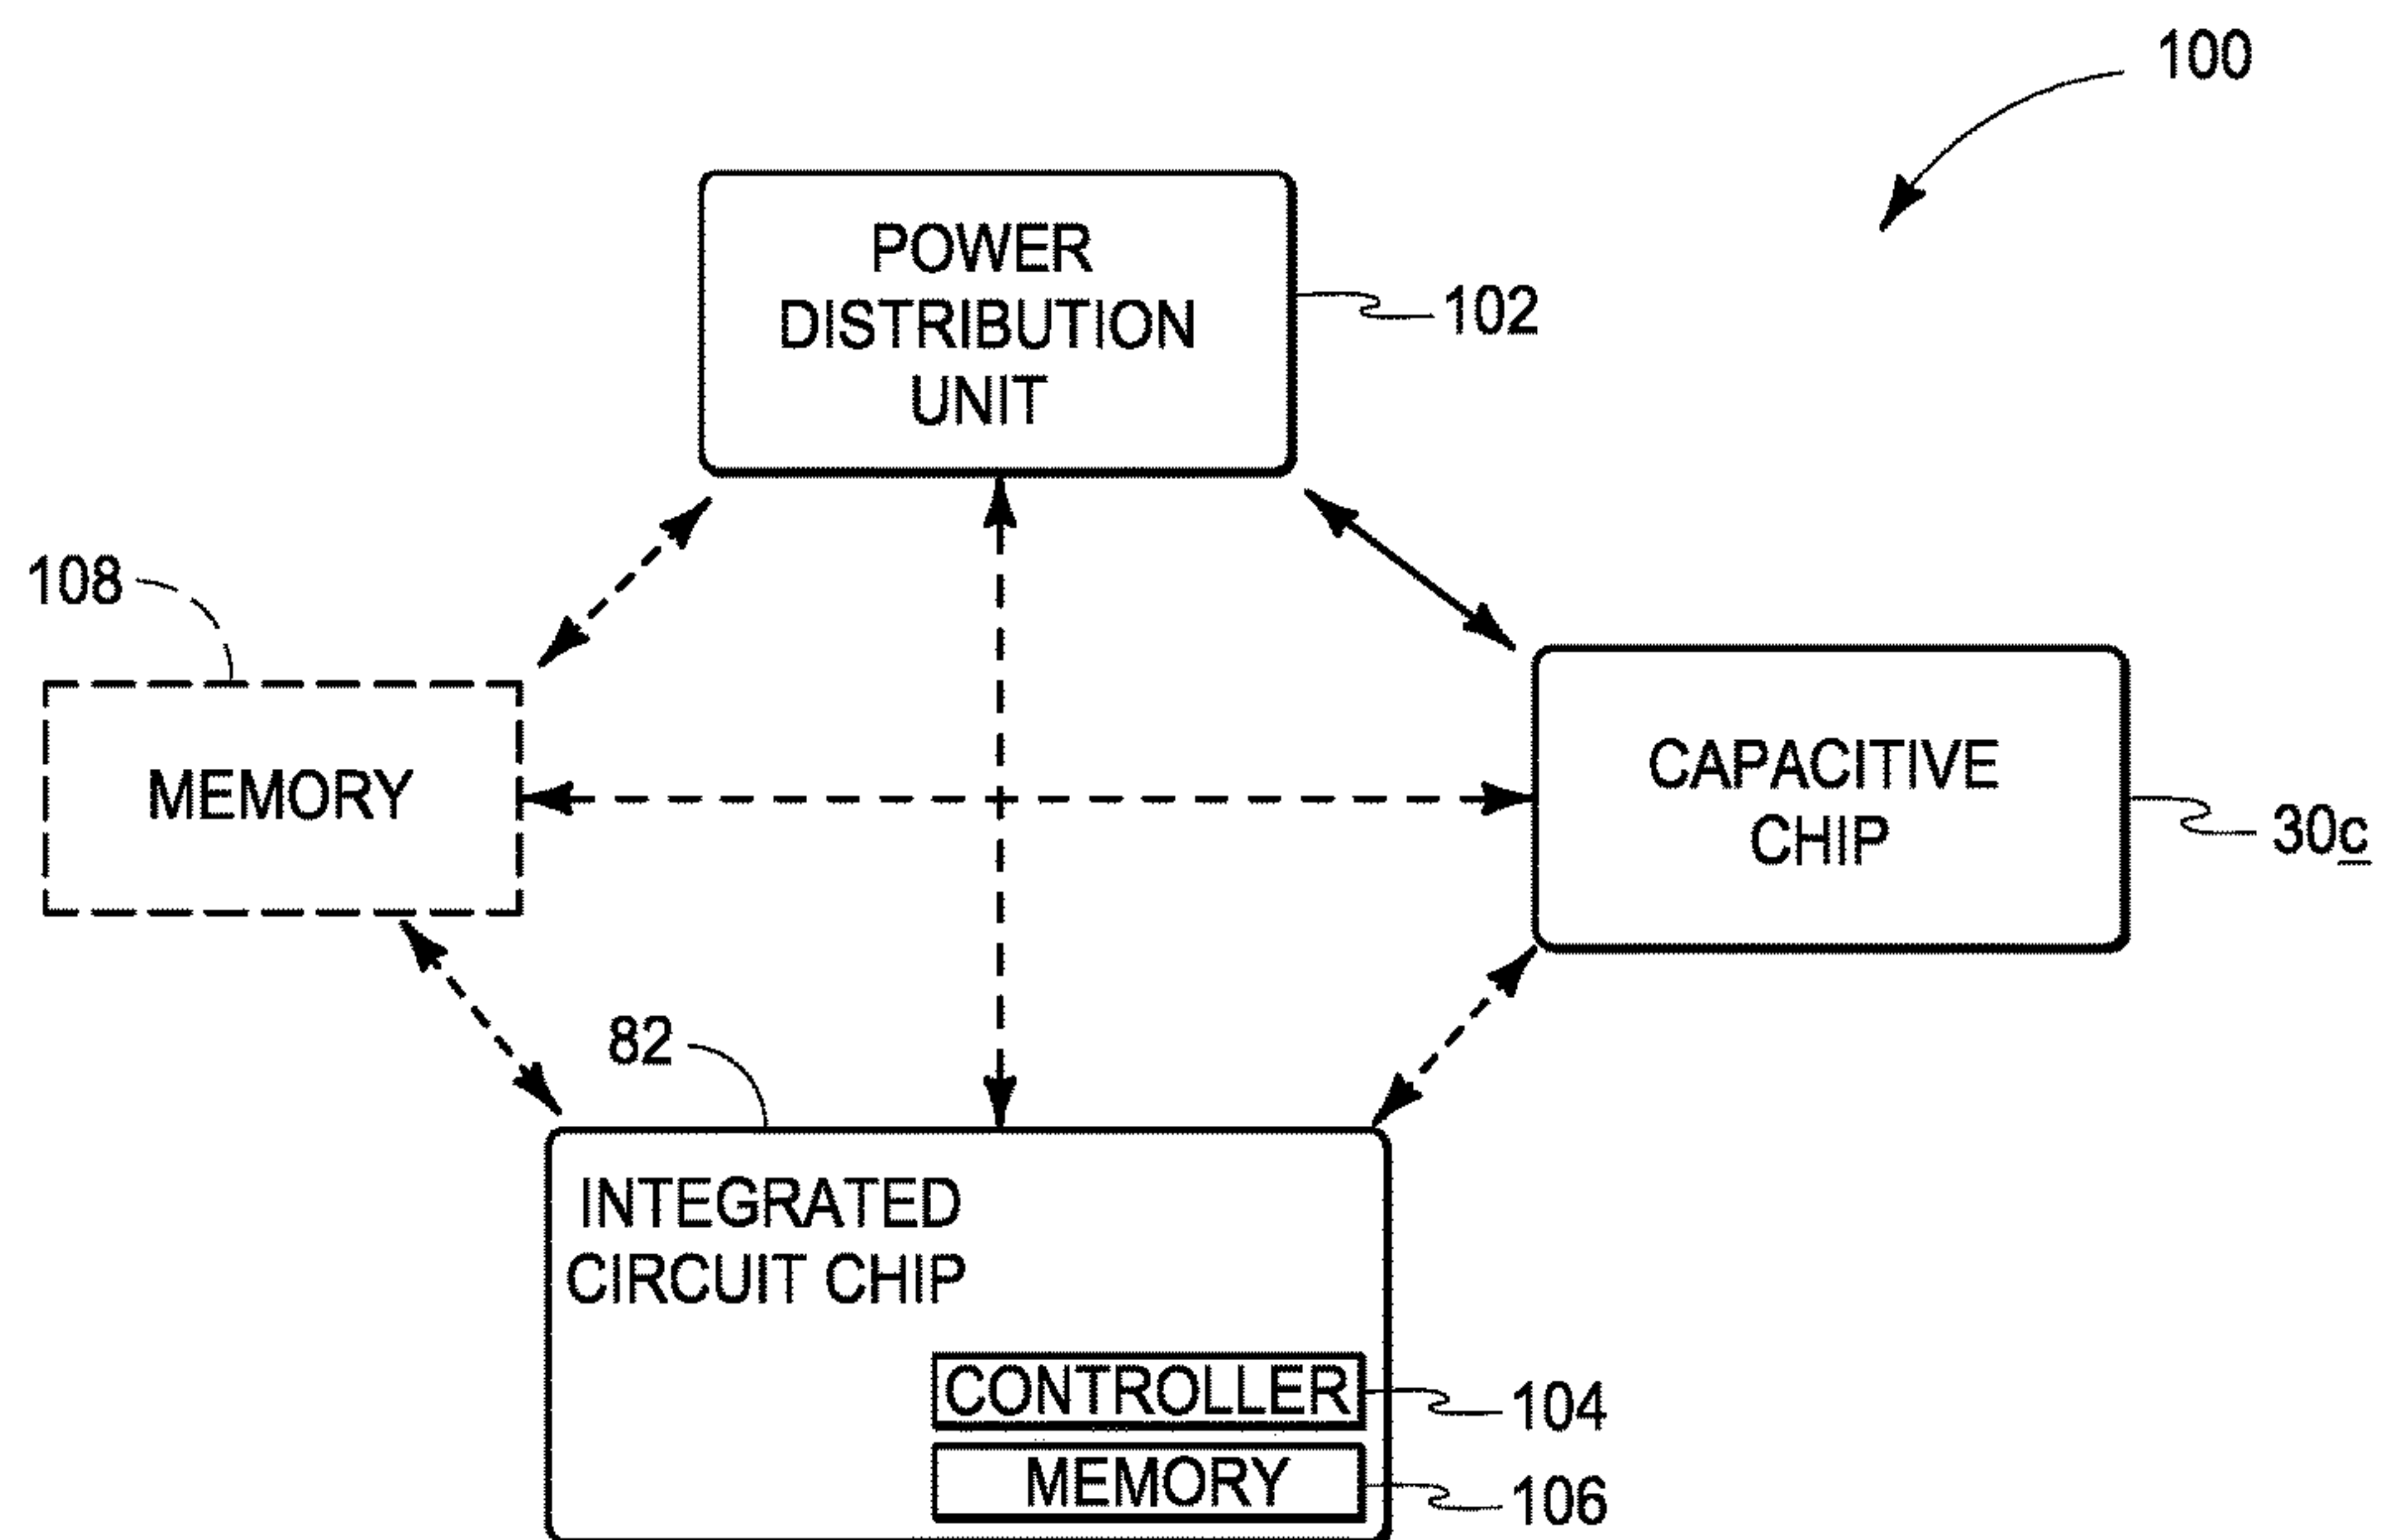 100
POWER
DISTRIBUTION
UNIT
102
108
MEMORY
CAPACITIVE
CHIP
30c
82
INTEGRATED
CIRCUIT CHIP
CONTROLLER
104
MEMORY
106